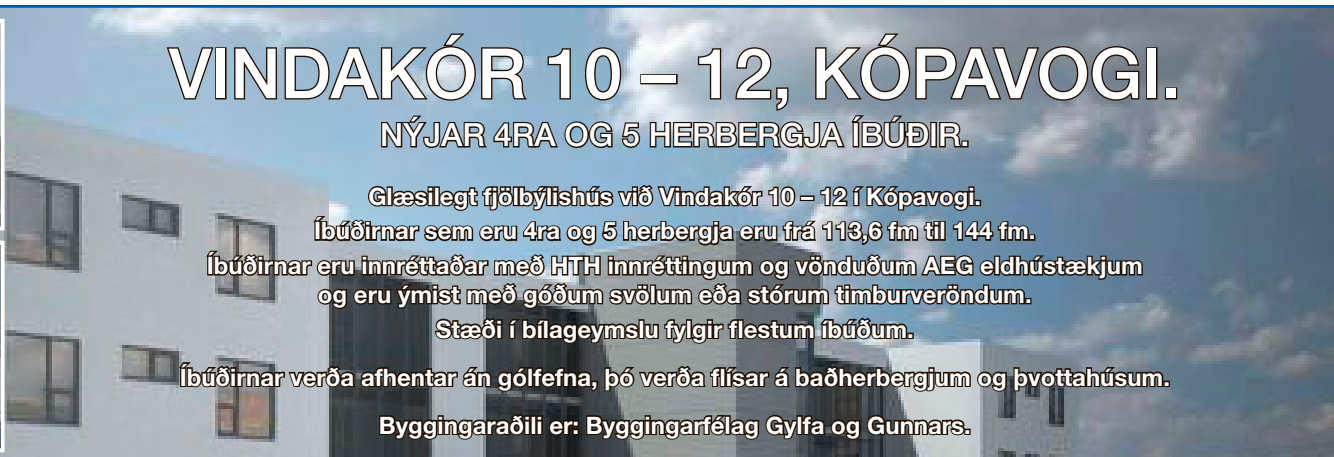 VINDAKÓR 10 – 12, KÓPAVOGI.
NÝJAR 4RA OG 5 HERBERGJA ÍBÚÐIR.
Glæsilegt fjölbýlishús við Vindakór 10 – 12 í Kópavogi.
Íbúðirnar sem eru 4ra og 5 herbergja eru frá 113,6 fm til 144 fm.
Íbúðirnar eru innréttaðar með HTH innréttingum og vönduðum AEG eldhústækjum
og eru ýmist með góðum svölum eða stórum timburveröndum.
Stæði í bílageymslu fylgir flestum íbúðum.
Íbúðirnar verða afhentar án gólfefna, þó verða flísar á baðherbergjum og þvottahúsum.
Byggingaraðili er: Byggingarfélag Gylfa og Gunnars.